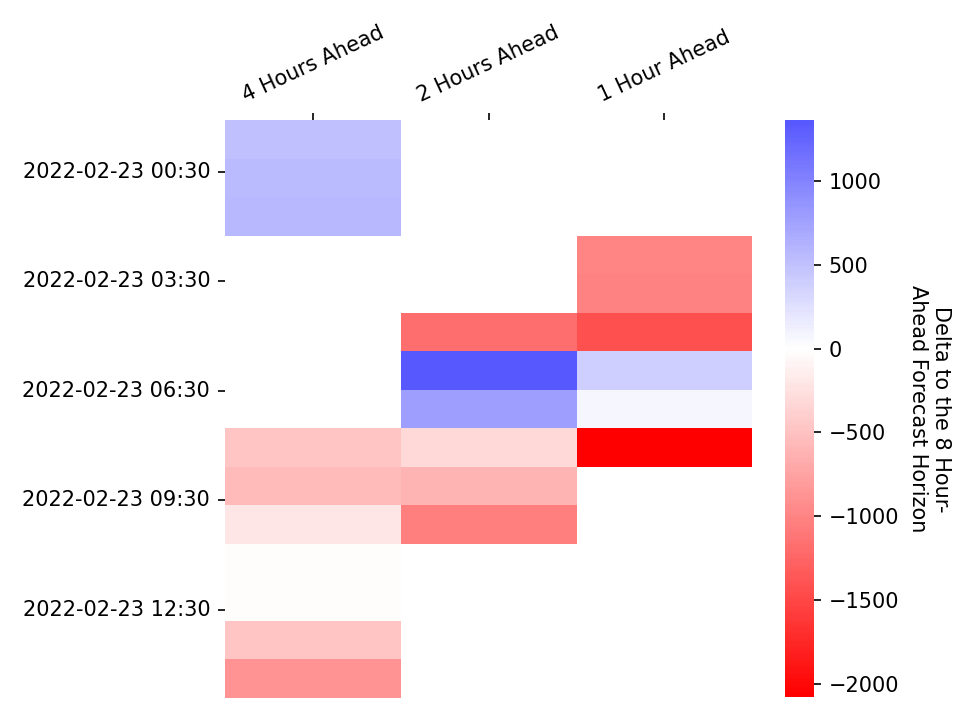 4 Hours Ahead
2 Hours Ahead
1 Hour Ahead
2022-02-23 00:30
2022-02-23 03:30
2022-02-23 06:30
2022-02-23 09:30
2022-02-23 12:30
1000
500
0
−500
−1000
−1500
−2000
Delta to the 8 Hour-
Ahead Forecast Horizon